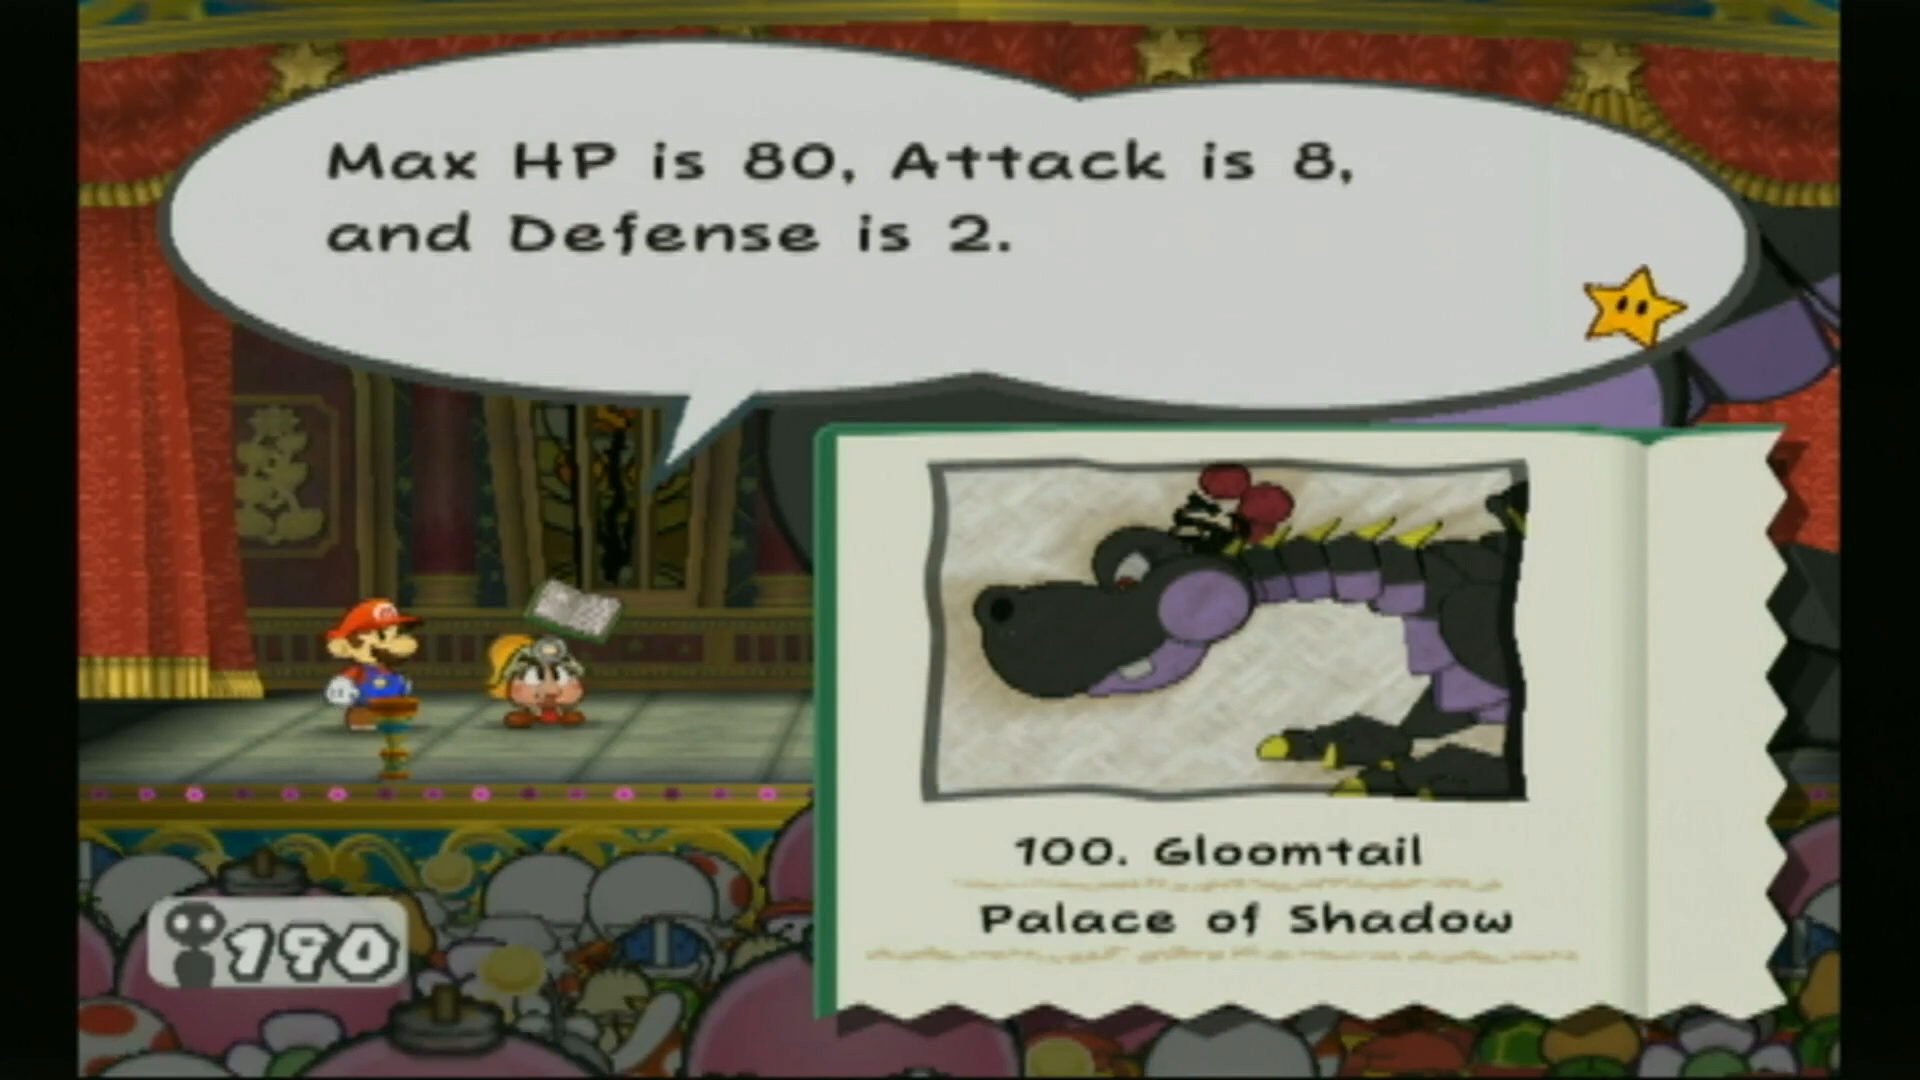 Max HP is 80, Attack is 8,
and Defense is 2.
100. Gloomtail
Palace of Shadow
190